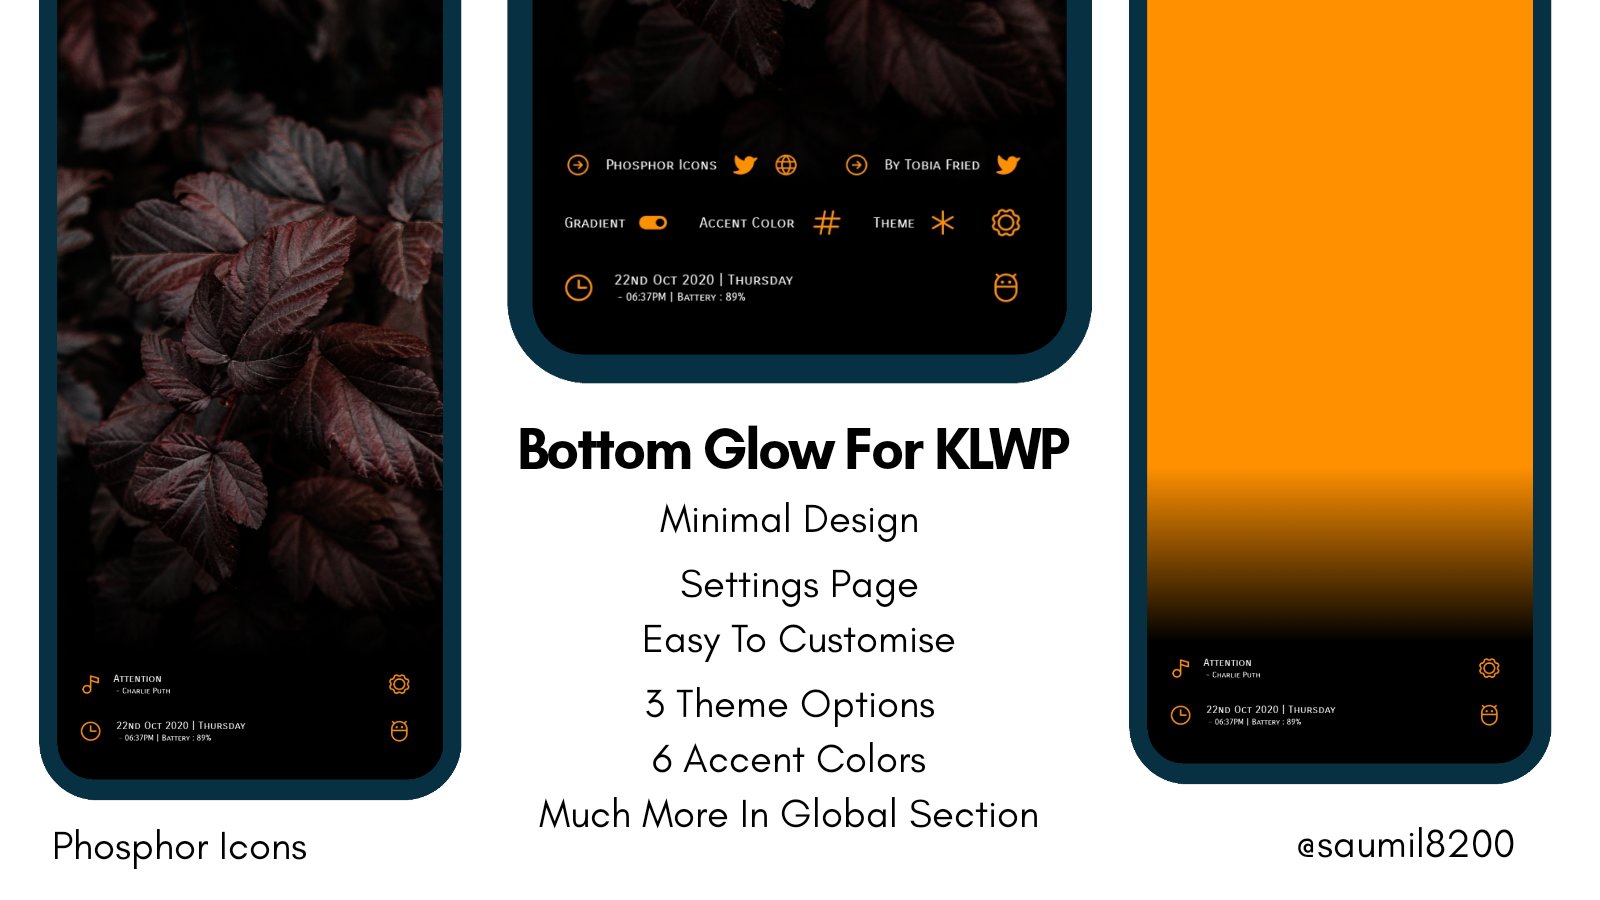 Attention
- Charlie Puth
22nd Oct 2020 | Thursday
- 06:37PM | Battery : 89%
Phosphor Icons
Phosphor Icons By Tobia Fried
Gradient Accent Color Theme
22nd Oct 2020 | Thursday
- 06:37PM | Battery : 89%
Bottom Glow For KLWP
Minimal Design
Settings Page
Easy To Customise
3 Theme Options
6 Accent Colors
Much More In Global Section
Attention
- Charlie Puth
22nd Oct 2020 | Thursday
- 06:37PM | Battery : 89%
@saumil8200